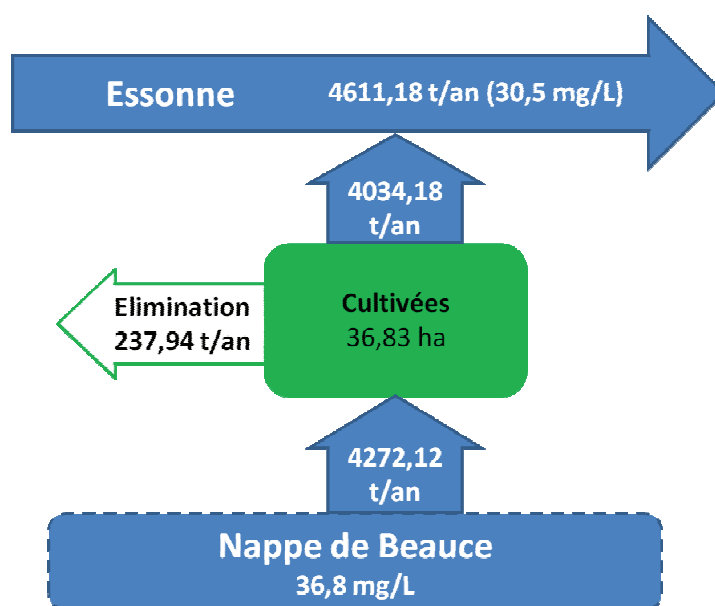 Essonne 4611,18 t/an (30,5 mg/L)
4034,18
t/an
Elimination
237,94 t/an
Cultivées
36,83 ha
4272,12
t/an
Nappe de Beauce
36,8 mg/L